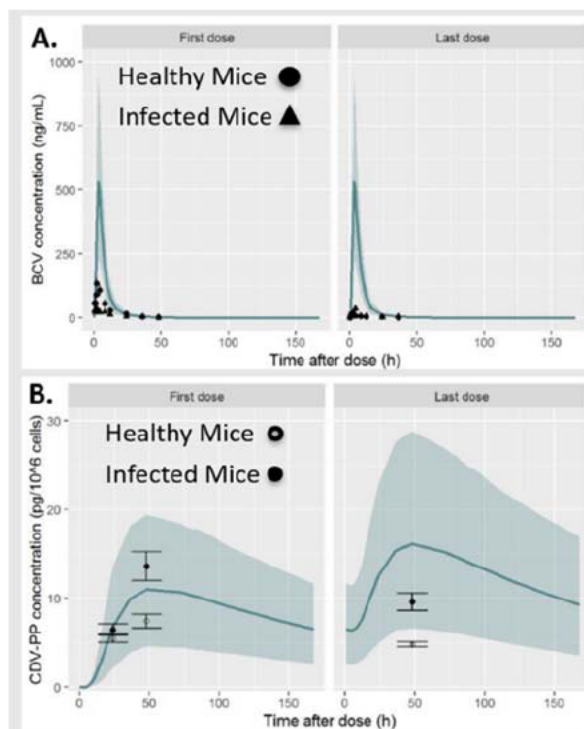 A.
First dose
Last dose
Healthy Mice
Infected Mice
BCV concentration (ng/mL)
1000
750
500
250
0
0
50
100
150
0
50
100
150
Time after dose (h)
B.
First dose
Last dose
Healthy Mice
Infected Mice
CDV-PP concentration (pg/10^6 cells)
30
20
10
0
0
50
100
150
0
50
100
150
Time after dose (h)